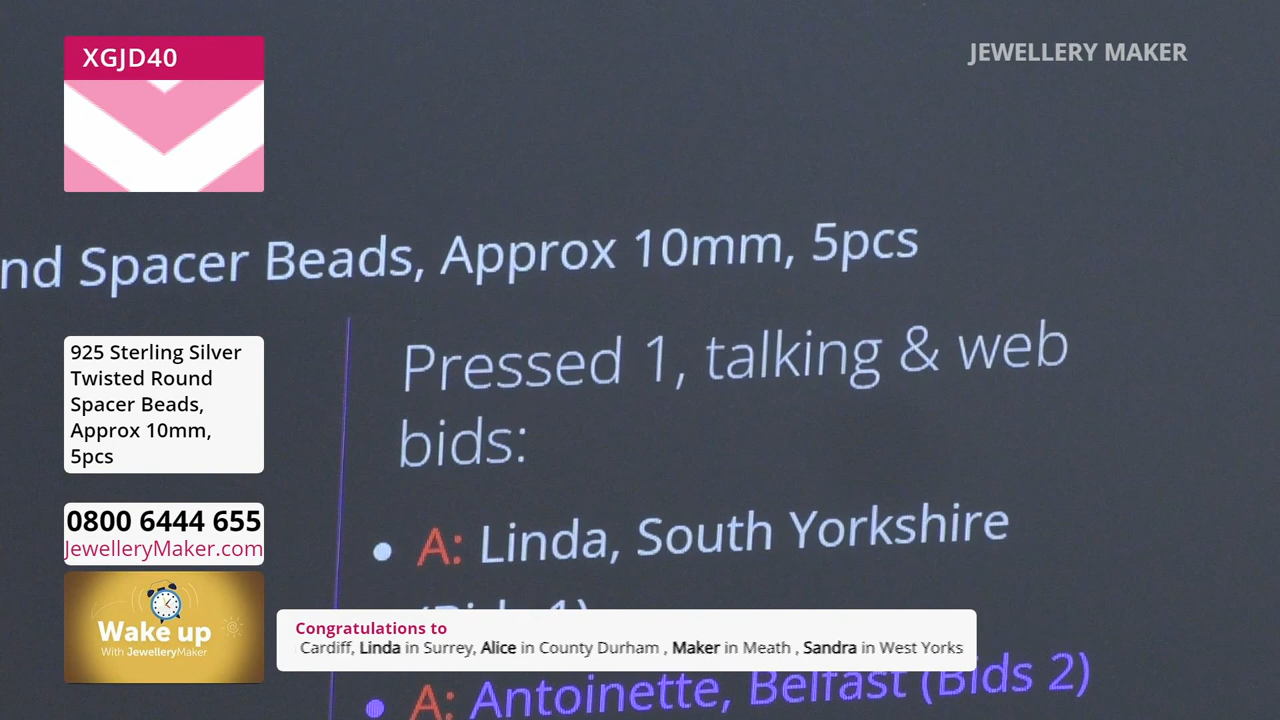 XGJD40
JEWELLERY MAKER
nd Spacer Beads, Approx 10mm, 5pcs
Pressed 1, talking & web
bids:
925 Sterling Silver
Twisted Round
Spacer Beads,
Approx 10mm,
5pcs
0800 6444 655
JewelleryMaker.com
A: Linda, South Yorkshire
(Bids 1)
Wake up
With JewelleryMaker
Congratulations to
Cardiff, Linda in Surrey, Alice in County Durham , Maker in Meath , Sandra in West Yorks
A: Antoinette, Belfast (Bids 2)